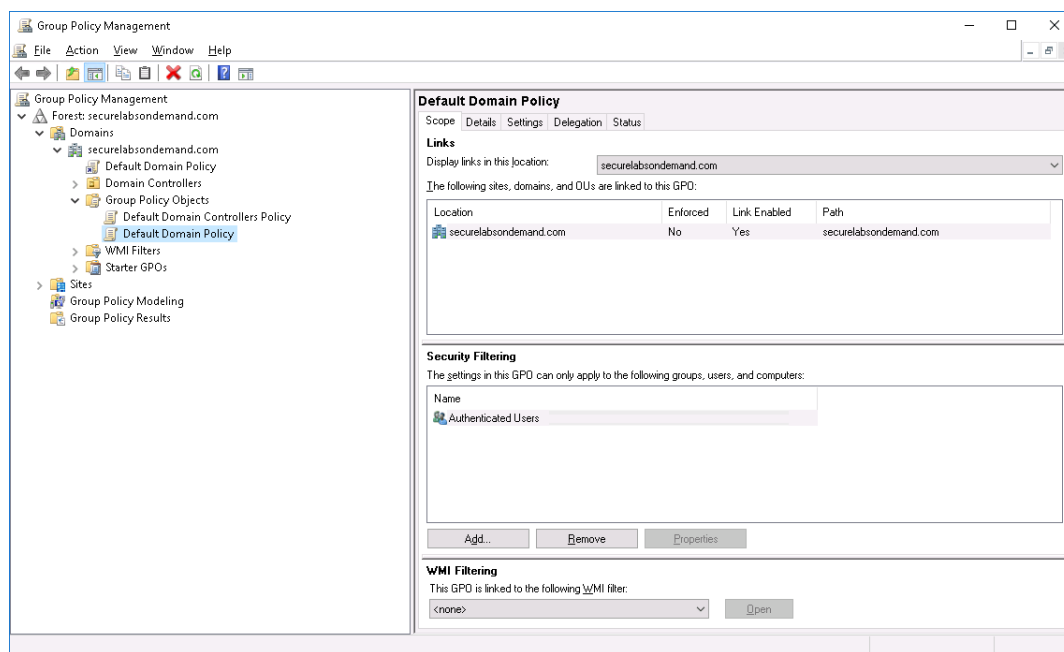 Group Policy Management
File Action View Window Help
Group Policy Management
Forest: securelabsondemand.com
Domains
securelabsondemand.com
Default Domain Policy
Domain Controllers
Group Policy Objects
Default Domain Controllers Policy
Default Domain Policy
WMI Filters
Starter GPOs
Sites
Group Policy Modeling
Group Policy Results
Default Domain Policy
Scope Details Settings Delegation Status
Links
Display links in this location: securelabsondemand.com
The following sites, domains, and OUs are linked to this GPO:
Location Enforced Link Enabled Path
securelabsondemand.com No Yes securelabsondemand.com
Security Filtering
The settings in this GPO can only apply to the following groups, users, and computers:
Name
Authenticated Users
Add... Remove Properties
WMI Filtering
This GPO is linked to the following WMI filter:
<none> Open